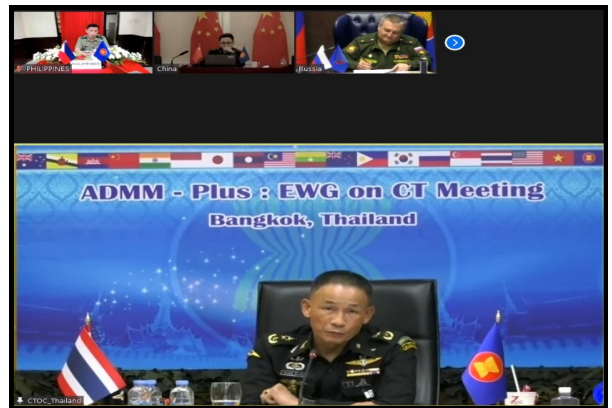 PHILIPPINES
China
Russia
ADMM - Plus : EWG on CT Meeting
Bangkok, Thailand
CTOC_Thailand